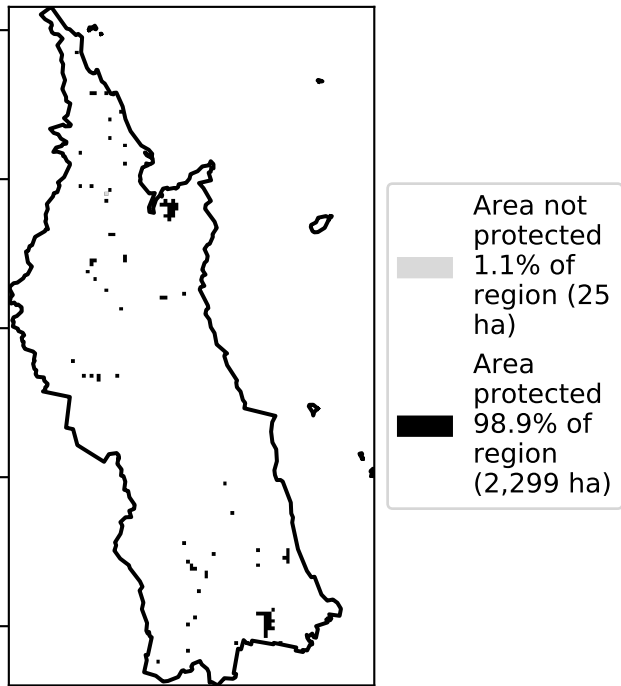 Area not
protected
1.1% of
region (25
ha)
Area
protected
98.9% of
region
(2,299 ha)